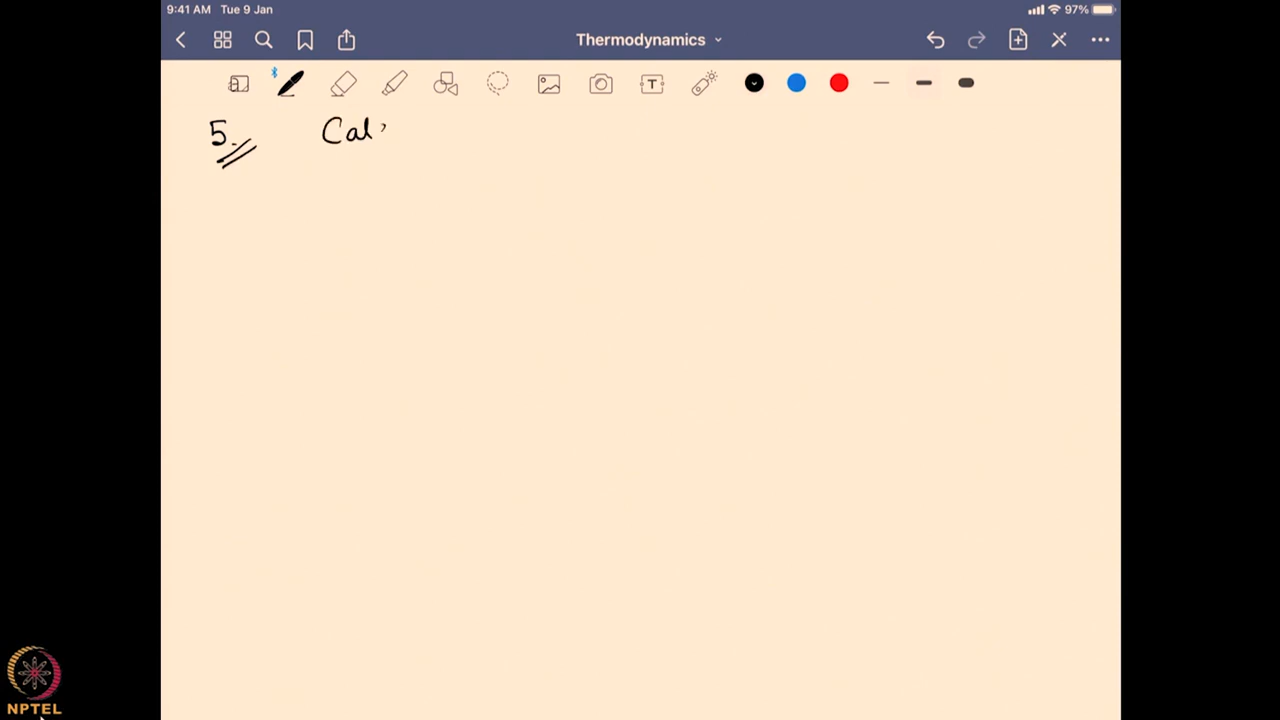 9:41 AM Tue 9 Jan 97%
Thermodynamics
T
5. Cal
NPTEL